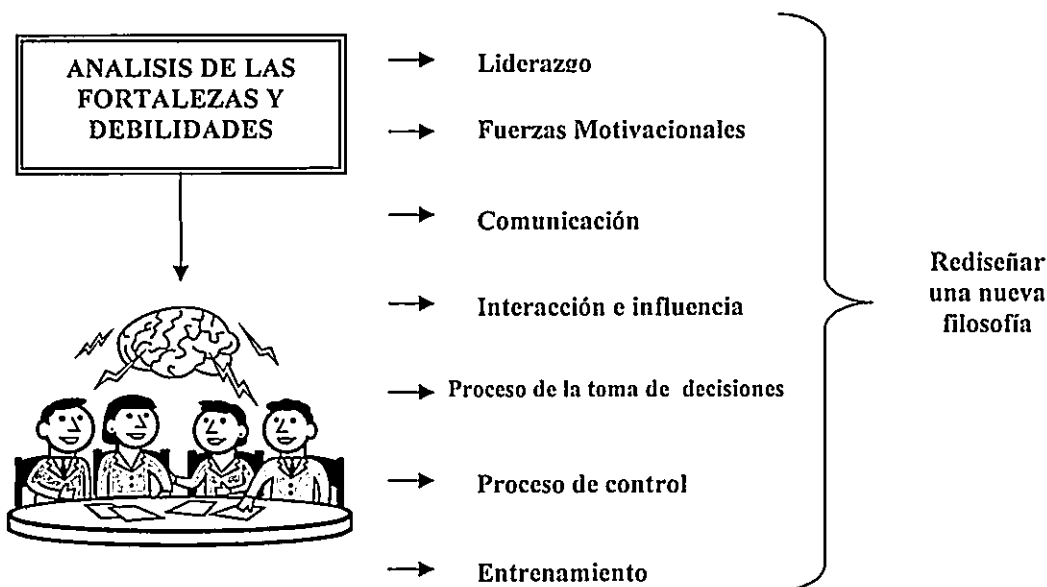 ANALISIS DE LAS
FORTALEZAS Y
DEBILIDADES
Liderazgo
Fuerzas Motivacionales
Comunicación
Interacción e influencia
Proceso de la toma de decisiones
Proceso de control
Entrenamiento
Rediseñar
una nueva
filosofía